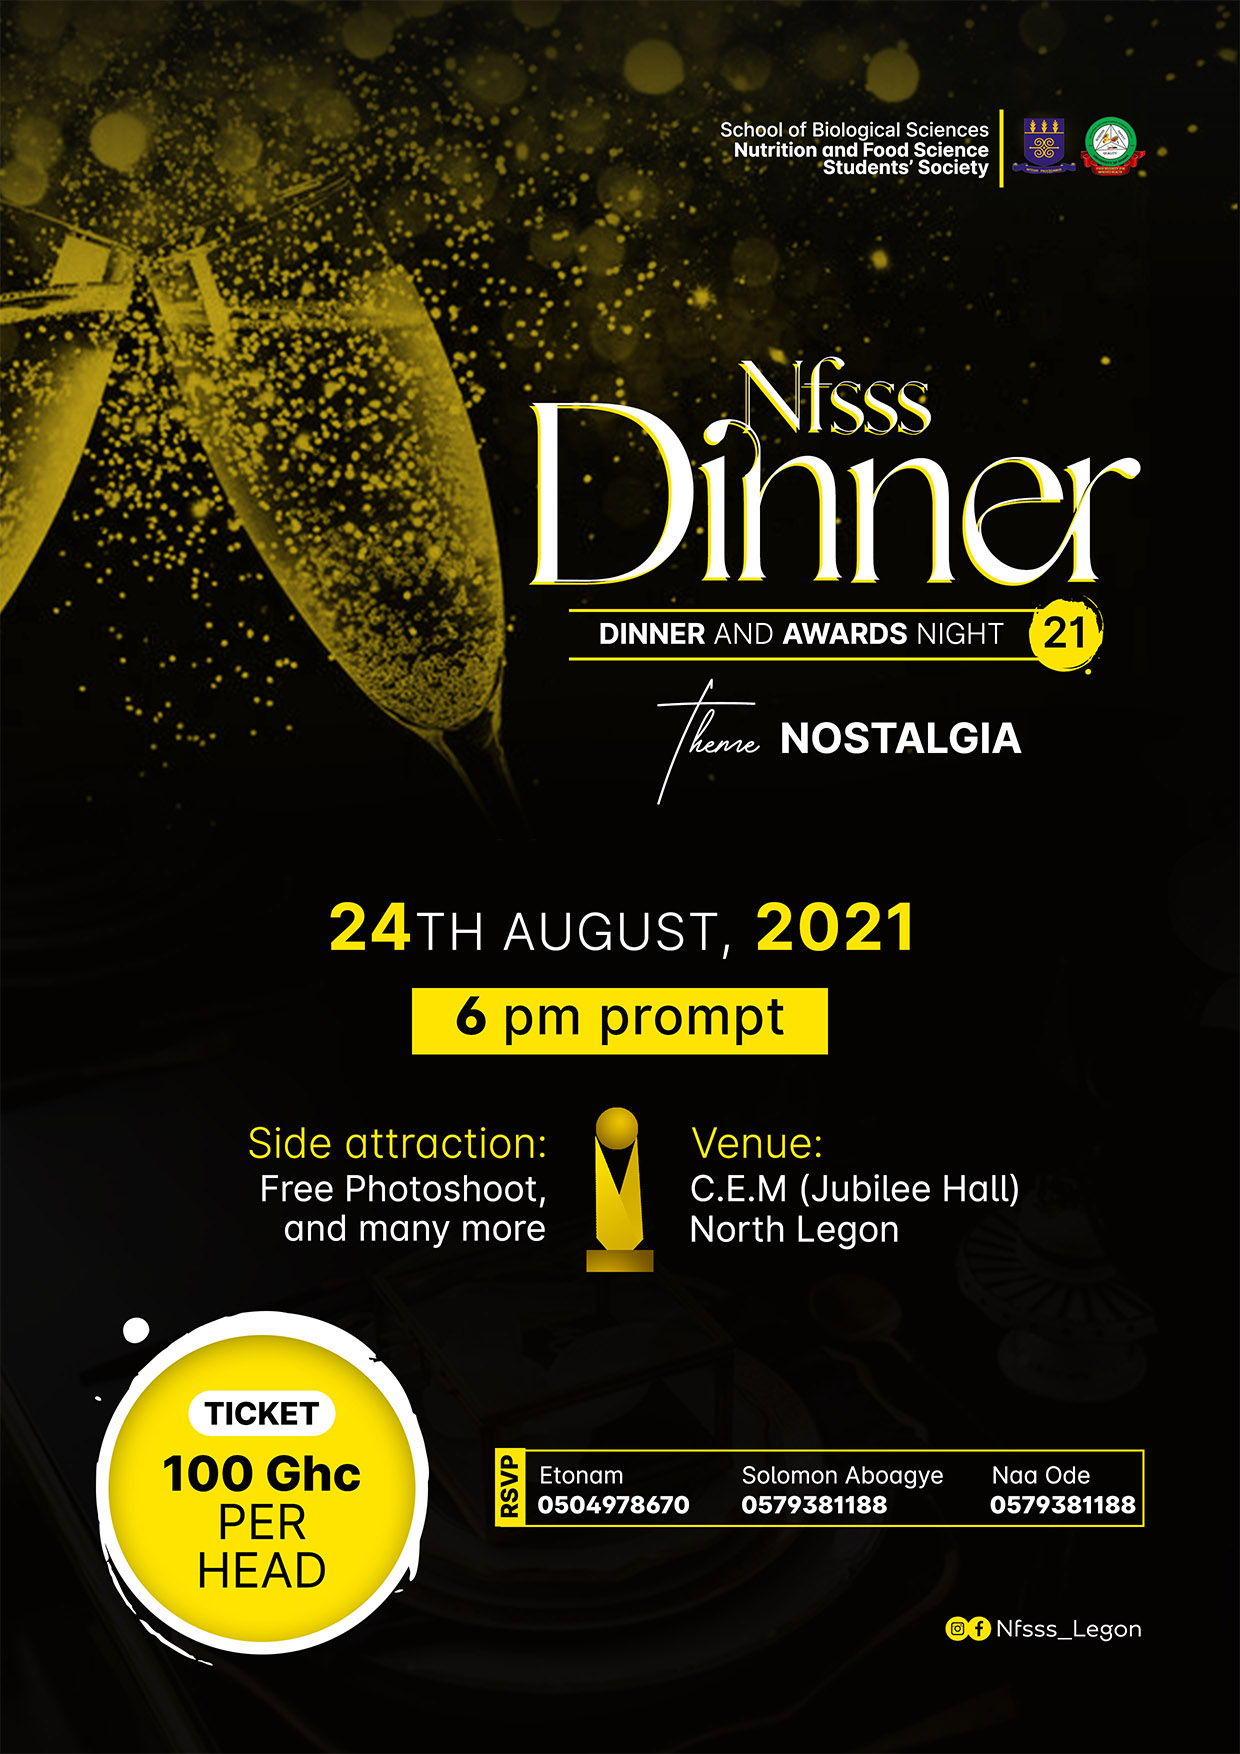 School of Biological Sciences
Nutrition and Food Science
Students' Society
Nfsss
Dinner
DINNER AND AWARDS NIGHT 21
Theme NOSTALGIA
24TH AUGUST, 2021
6 pm prompt
Side attraction:
Free Photoshoot,
and many more
Venue:
C.E.M (Jubilee Hall)
North Legon
TICKET
100 Ghc
PER
HEAD
RSVP
Etonam
0504978670
Solomon Aboagye
0579381188
Naa Ode
0579381188
Nfsss_Legon